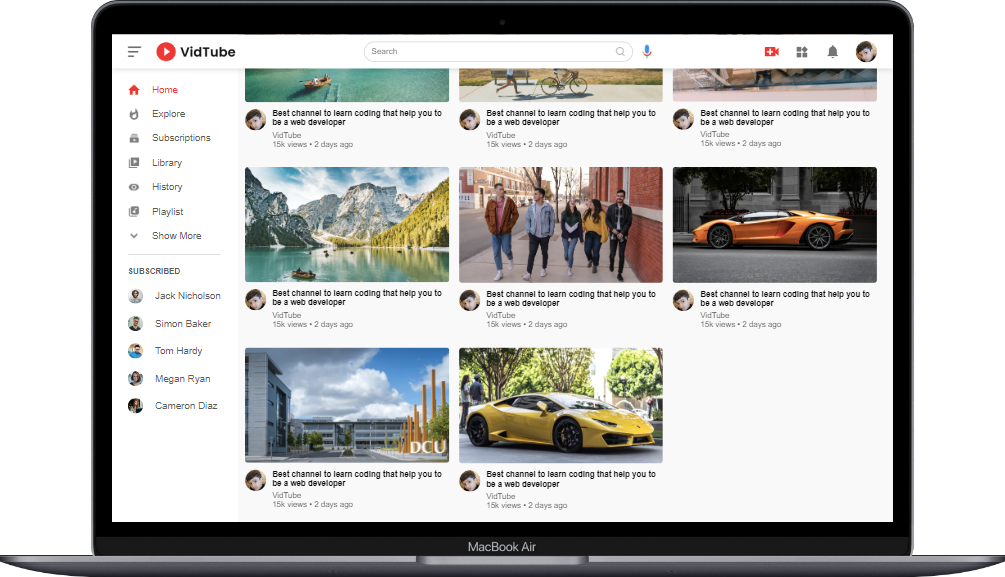 VidTube
Search
Home
Explore
Subscriptions
Library
History
Playlist
Show More
SUBSCRIBED
Jack Nicholson
Simon Baker
Tom Hardy
Megan Ryan
Cameron Diaz
Best channel to learn coding that help you to
be a web developer
VidTube
15k views • 2 days ago
Best channel to learn coding that help you to
be a web developer
VidTube
15k views • 2 days ago
Best channel to learn coding that help you to
be a web developer
VidTube
15k views • 2 days ago
Best channel to learn coding that help you to
be a web developer
VidTube
15k views • 2 days ago
Best channel to learn coding that help you to
be a web developer
VidTube
15k views • 2 days ago
Best channel to learn coding that help you to
be a web developer
VidTube
15k views • 2 days ago
DCU
Best channel to learn coding that help you to
be a web developer
VidTube
15k views • 2 days ago
Best channel to learn coding that help you to
be a web developer
VidTube
15k views • 2 days ago
MacBook Air